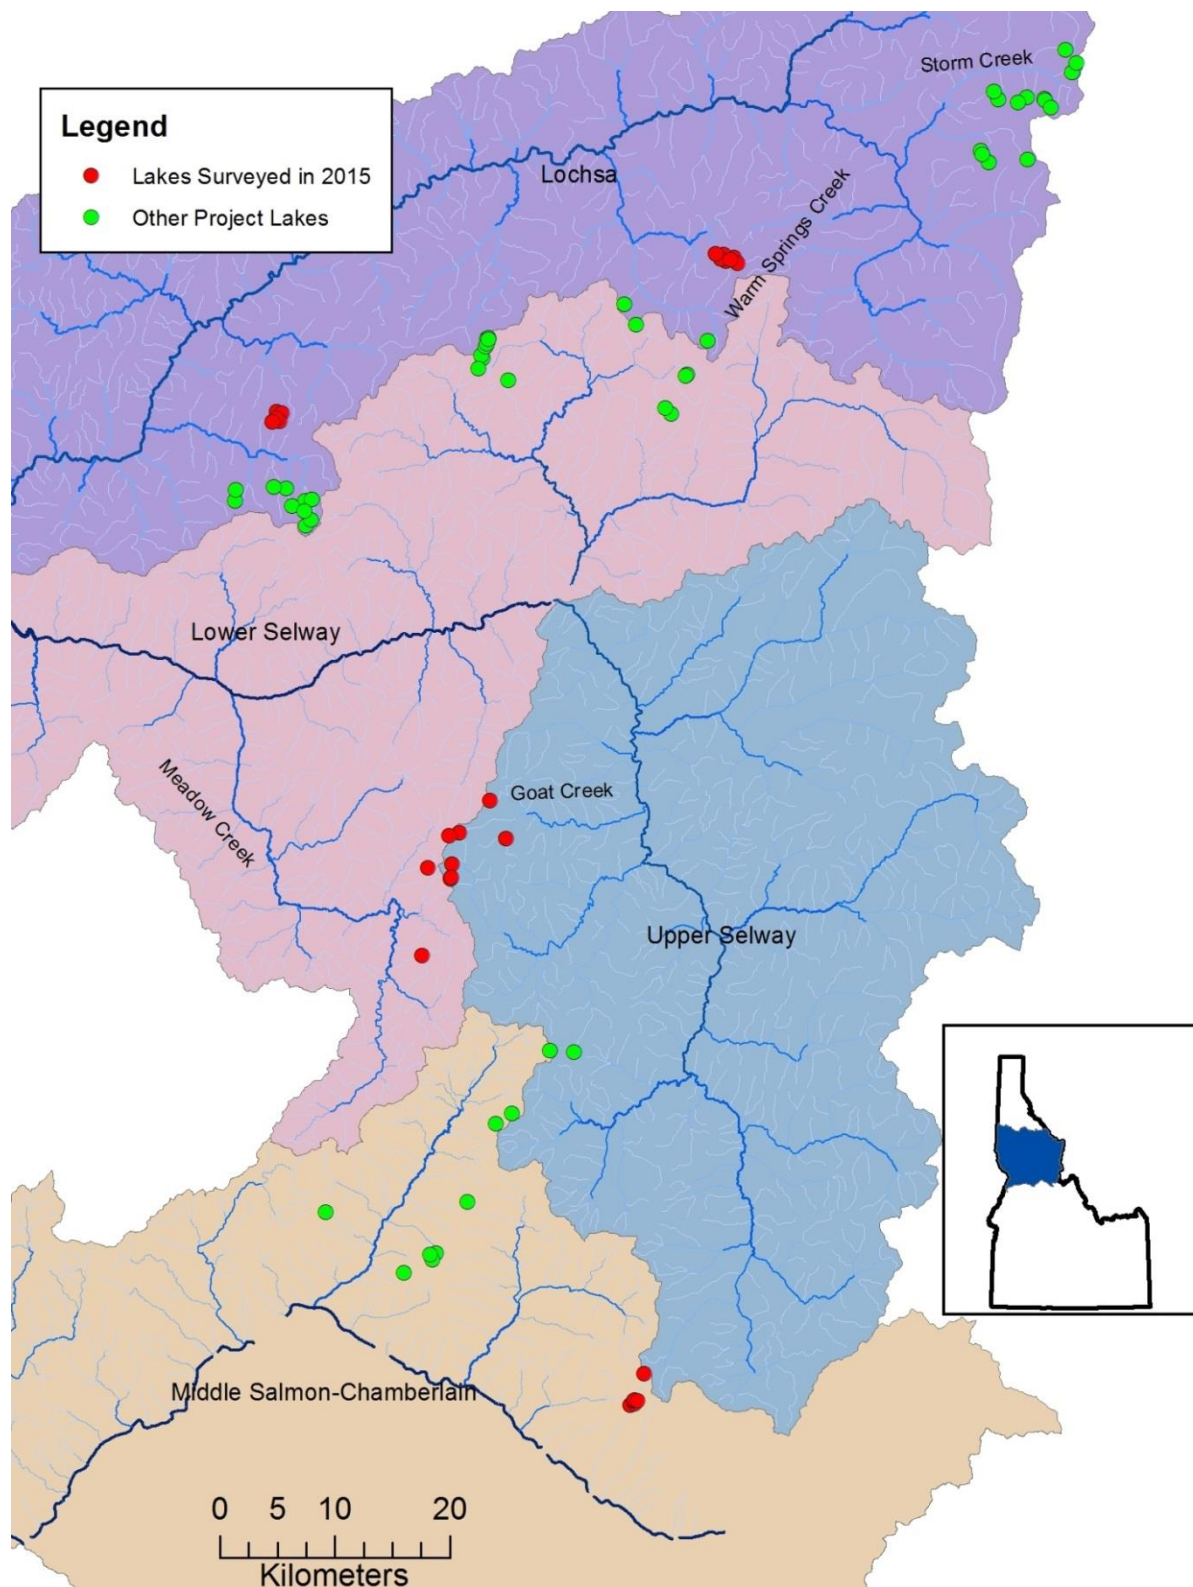 Storm Creek
Legend
Lakes Surveyed in 2015
Other Project Lakes
Lochsa
Warm Springs Creek
Lower Selway
Meadow Creek
Goat Creek
Upper Selway
Middle Salmon-Chamberlain
0 5 10 20
Kilometers